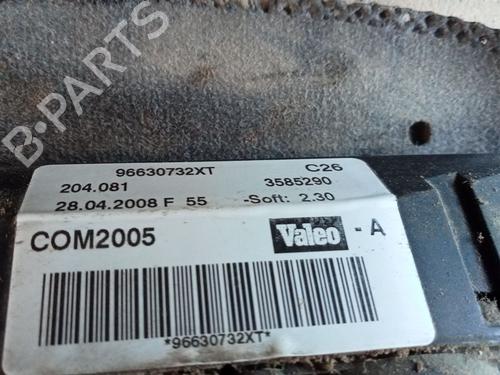 B-PARTS
96630732XT C26
204.081 3585290
28.04.2008 F 55 -Soft: 2.30
COM2005 Valeo - A
*96630732XT*